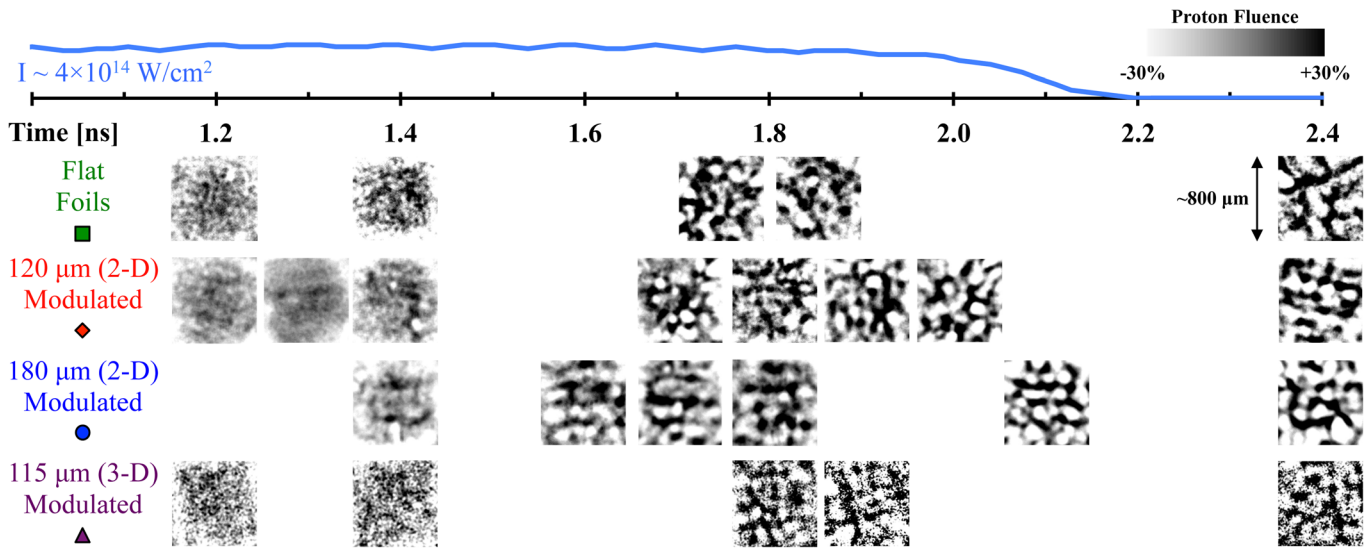 Proton Fluence
-30% +30%
I ~ 4×10¹⁴ W/cm²
Time [ns] 1.2 1.4 1.6 1.8 2.0 2.2 2.4
Flat
Foils
~800 μm
120 μm (2-D)
Modulated
180 μm (2-D)
Modulated
115 μm (3-D)
Modulated